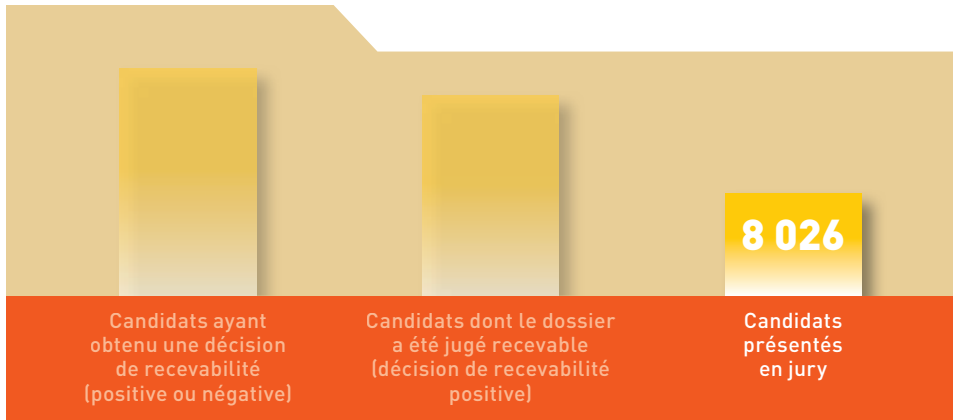 8 026
Candidats ayant
obtenu une décision
de recevabilité
(positive ou négative)
Candidats dont le dossier
a été jugé recevable
(décision de recevabilité
positive)
Candidats
présentés
en jury